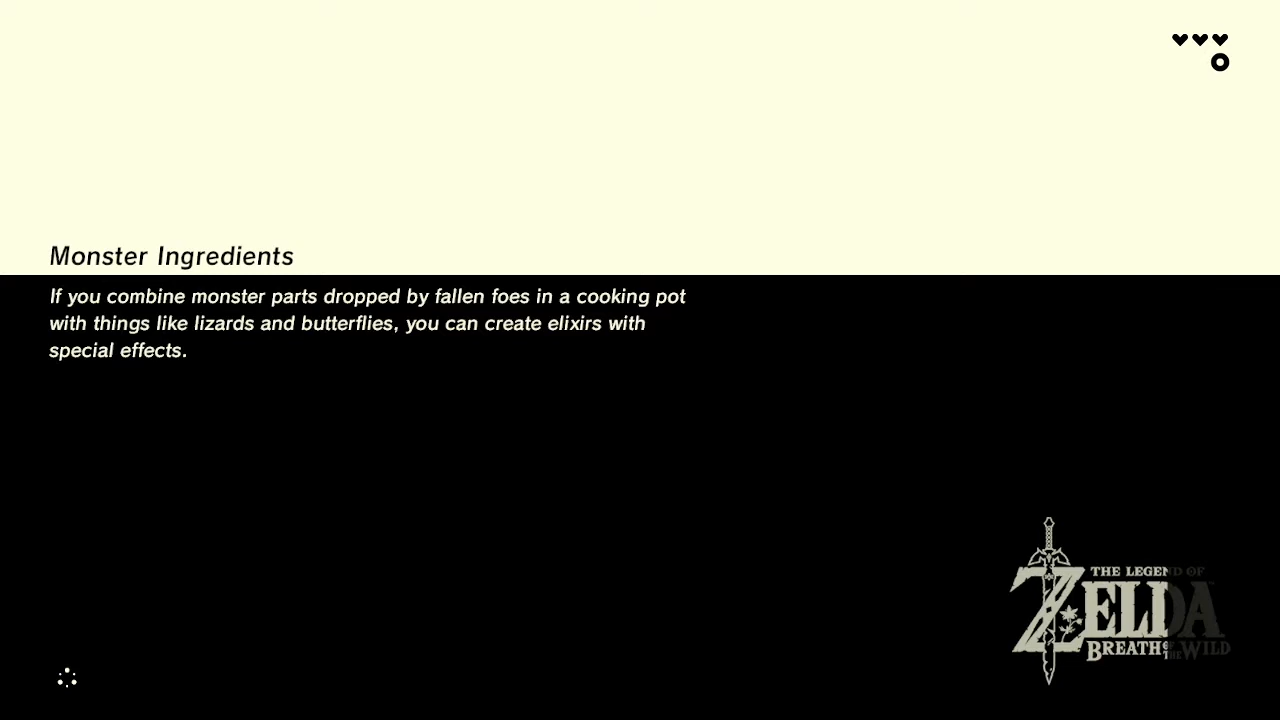 Monster Ingredients
If you combine monster parts dropped by fallen foes in a cooking pot
with things like lizards and butterflies, you can create elixirs with
special effects.
THE LEGEND OF
ZELDA
BREATH OF THE WILD